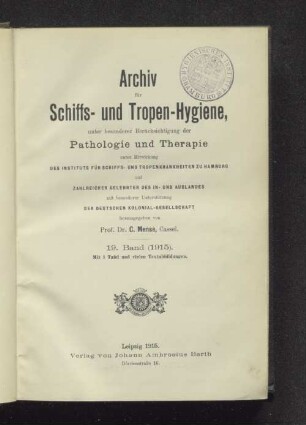 Archiv
für
Schiffs- und Tropen-Hygiene,
unter besonderer Berücksichtigung der
Pathologie und Therapie
unter Mitwirkung
DES INSTITUTS FÜR SCHIFFS- UND TROPENKRANKHEITEN ZU HAMBURG
und
ZAHLREICHER GELEHRTER DES IN- UND AUSLANDES
mit besonderer Unterstützung
DER DEUTSCHEN KOLONIAL-GESELLSCHAFT
herausgegeben von
Prof. Dr. C. Mense, Cassel.
19. Band (1915).
Mit 1 Tafel und vielen Textabbildungen.
Leipzig 1915.
Verlag von Johann Ambrosius Barth
Dörrienstraße 16.